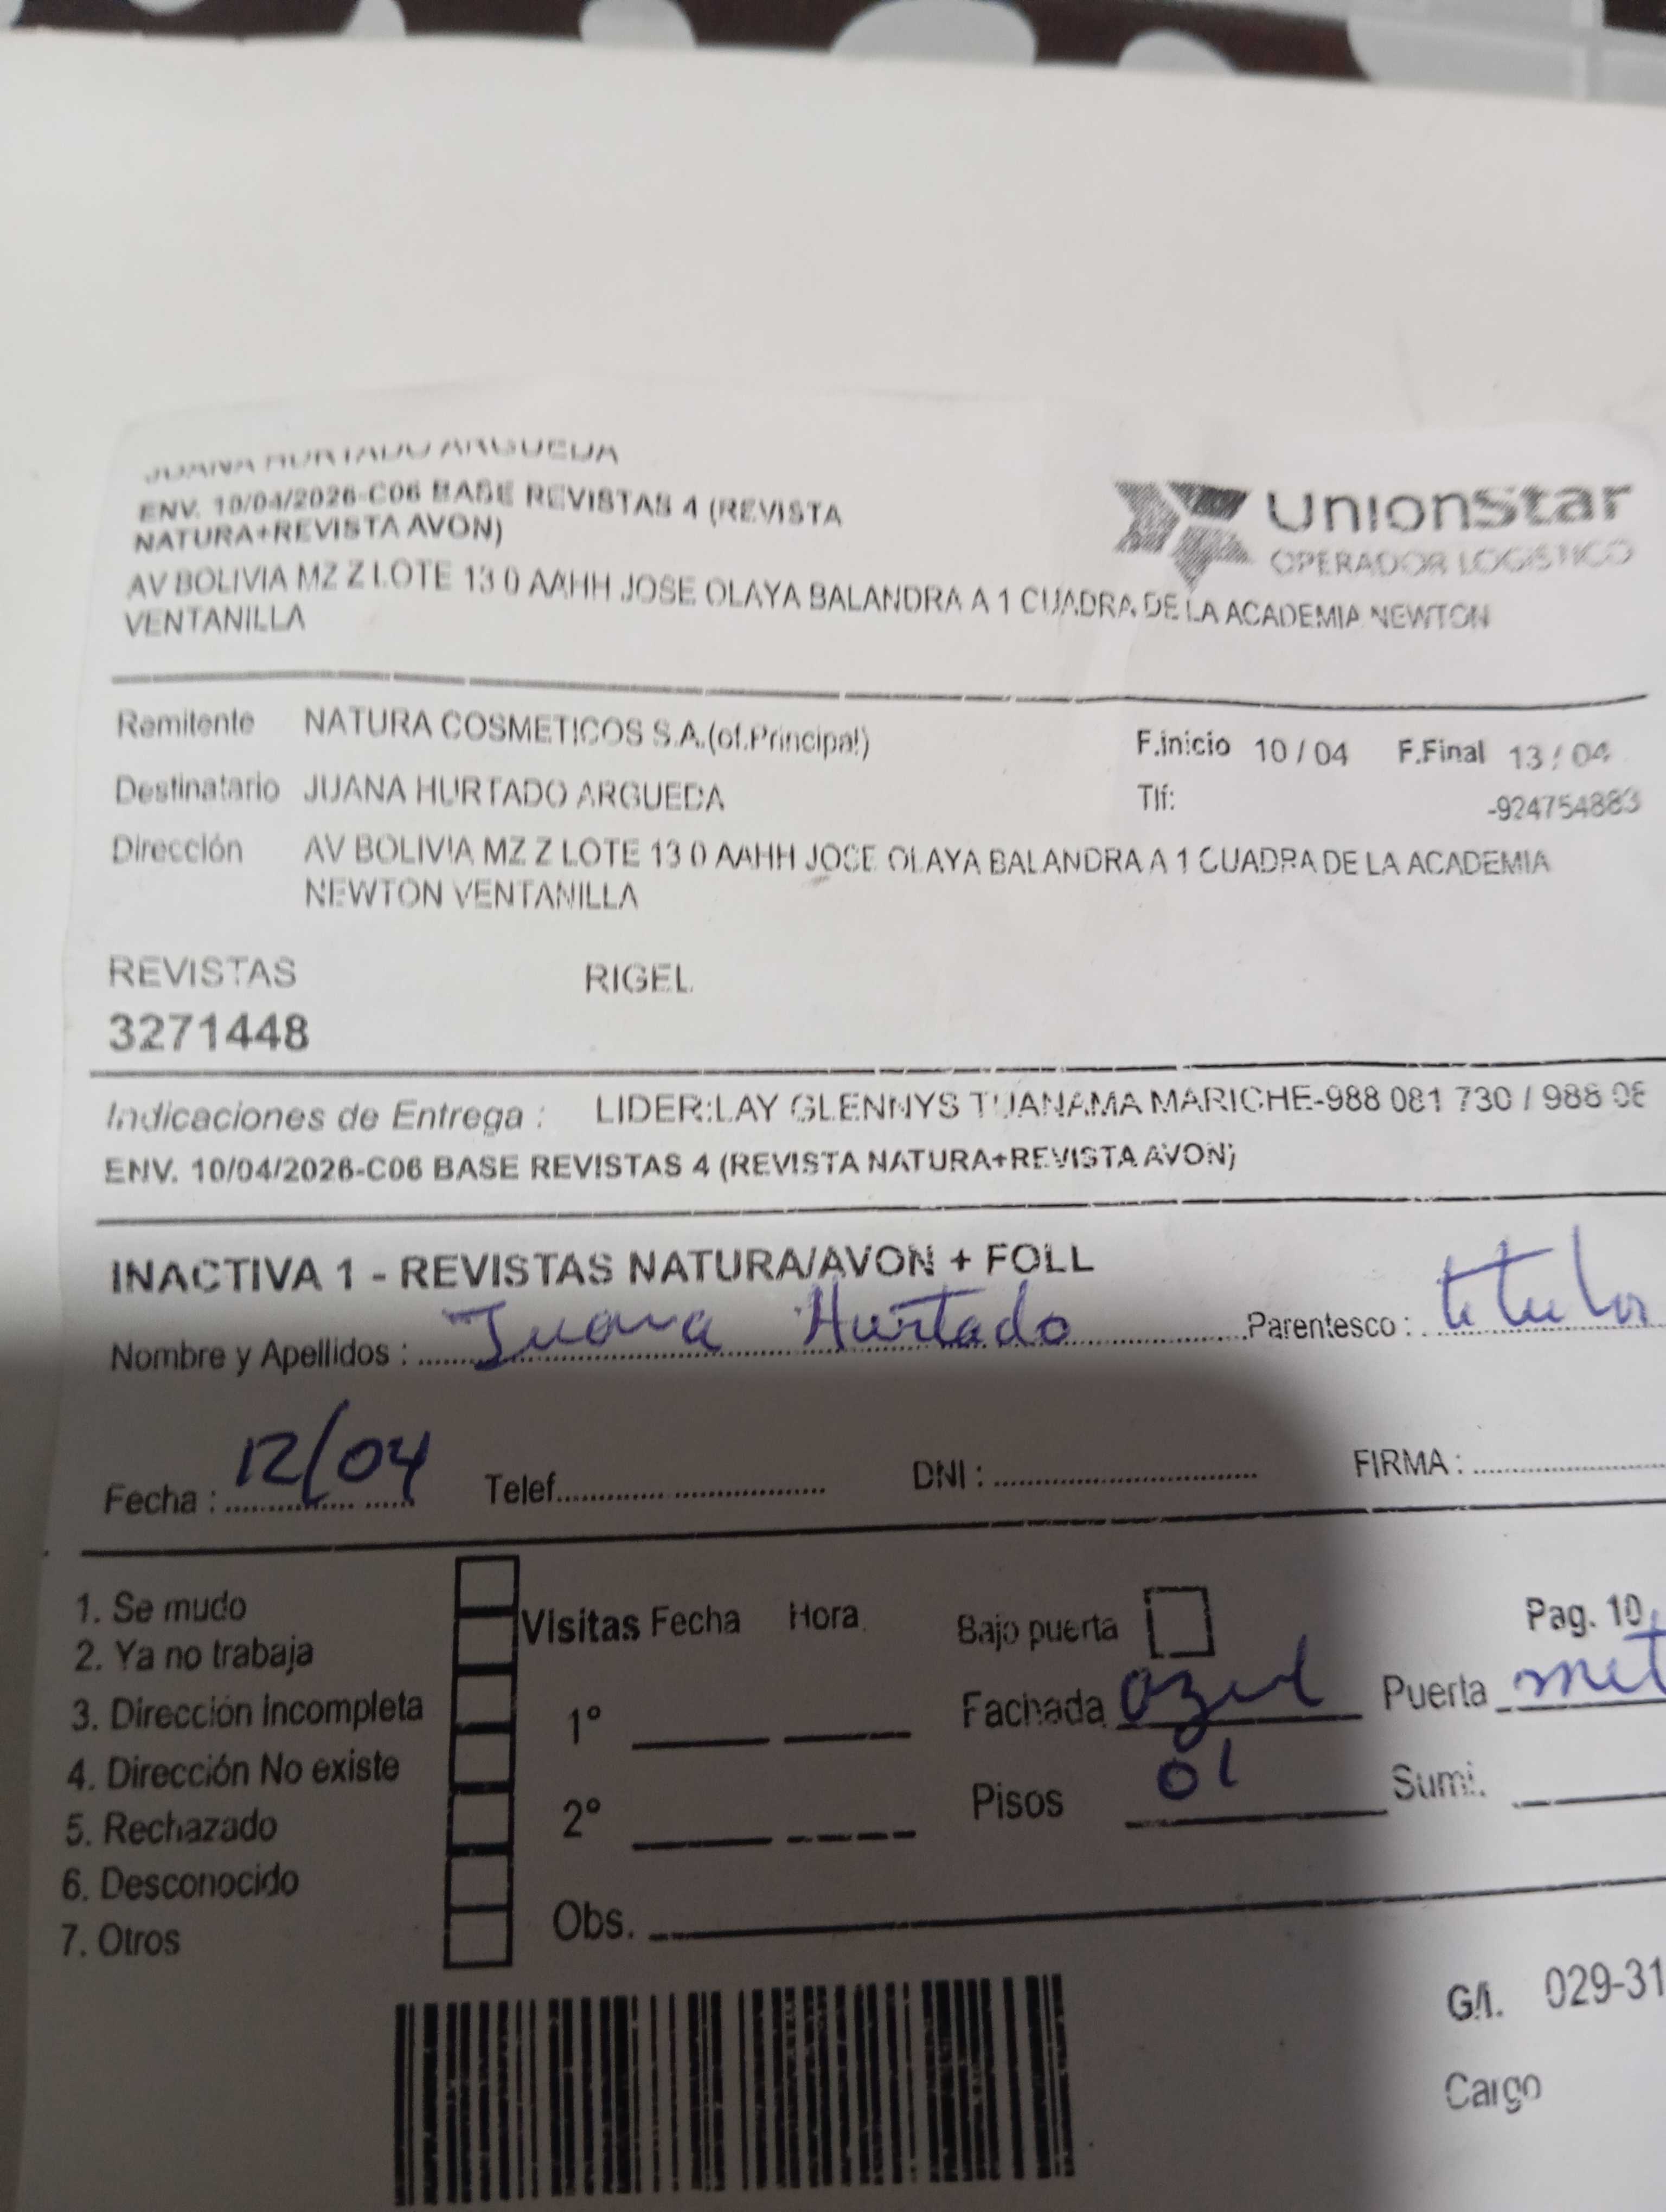 JUANA HURTADO ARGUEDA
ENV. 10/04/2026-C06 BASE REVISTAS 4 (REVISTA
NATURA+REVISTA AVON)
AV BOLIVIA MZ Z LOTE 13 0 AAHH JOSE OLAYA BALANDRA A 1 CUADRA DE LA ACADEMIA NEWTON
VENTANILLA
UnionStar
OPERADOR LOGISTICO
Remitente NATURA COSMETICOS S.A.(of.Principal)
F.inicio 10 / 04 F.Final 13 / 04
Destinatario JUANA HURTADO ARGUEDA
Tlf: -924754883
Dirección AV BOLIVIA MZ Z LOTE 13 0 AAHH JOSE OLAYA BALANDRA A 1 CUADRA DE LA ACADEMIA
NEWTON VENTANILLA
REVISTAS RIGEL
3271448
Indicaciones de Entrega : LIDER:LAY GLENNYS TUANAMA MARICHE-988 081 730 / 988 08
ENV. 10/04/2026-C06 BASE REVISTAS 4 (REVISTA NATURA+REVISTA AVON)
INACTIVA 1 - REVISTAS NATURA/AVON + FOLL
Nombre y Apellidos : Juana Hurtado Parentesco : titular
Fecha : 12/04 Telef. DNI : FIRMA :
1. Se mudo
2. Ya no trabaja
3. Dirección Incompleta
4. Dirección No existe
5. Rechazado
6. Desconocido
7. Otros
Visitas Fecha Hora
1°
2°
Obs.
Bajo puerta
Pag. 10
Fachada azul Puerta met
Pisos 01 Sumi.
G/I. 029-31
Cargo